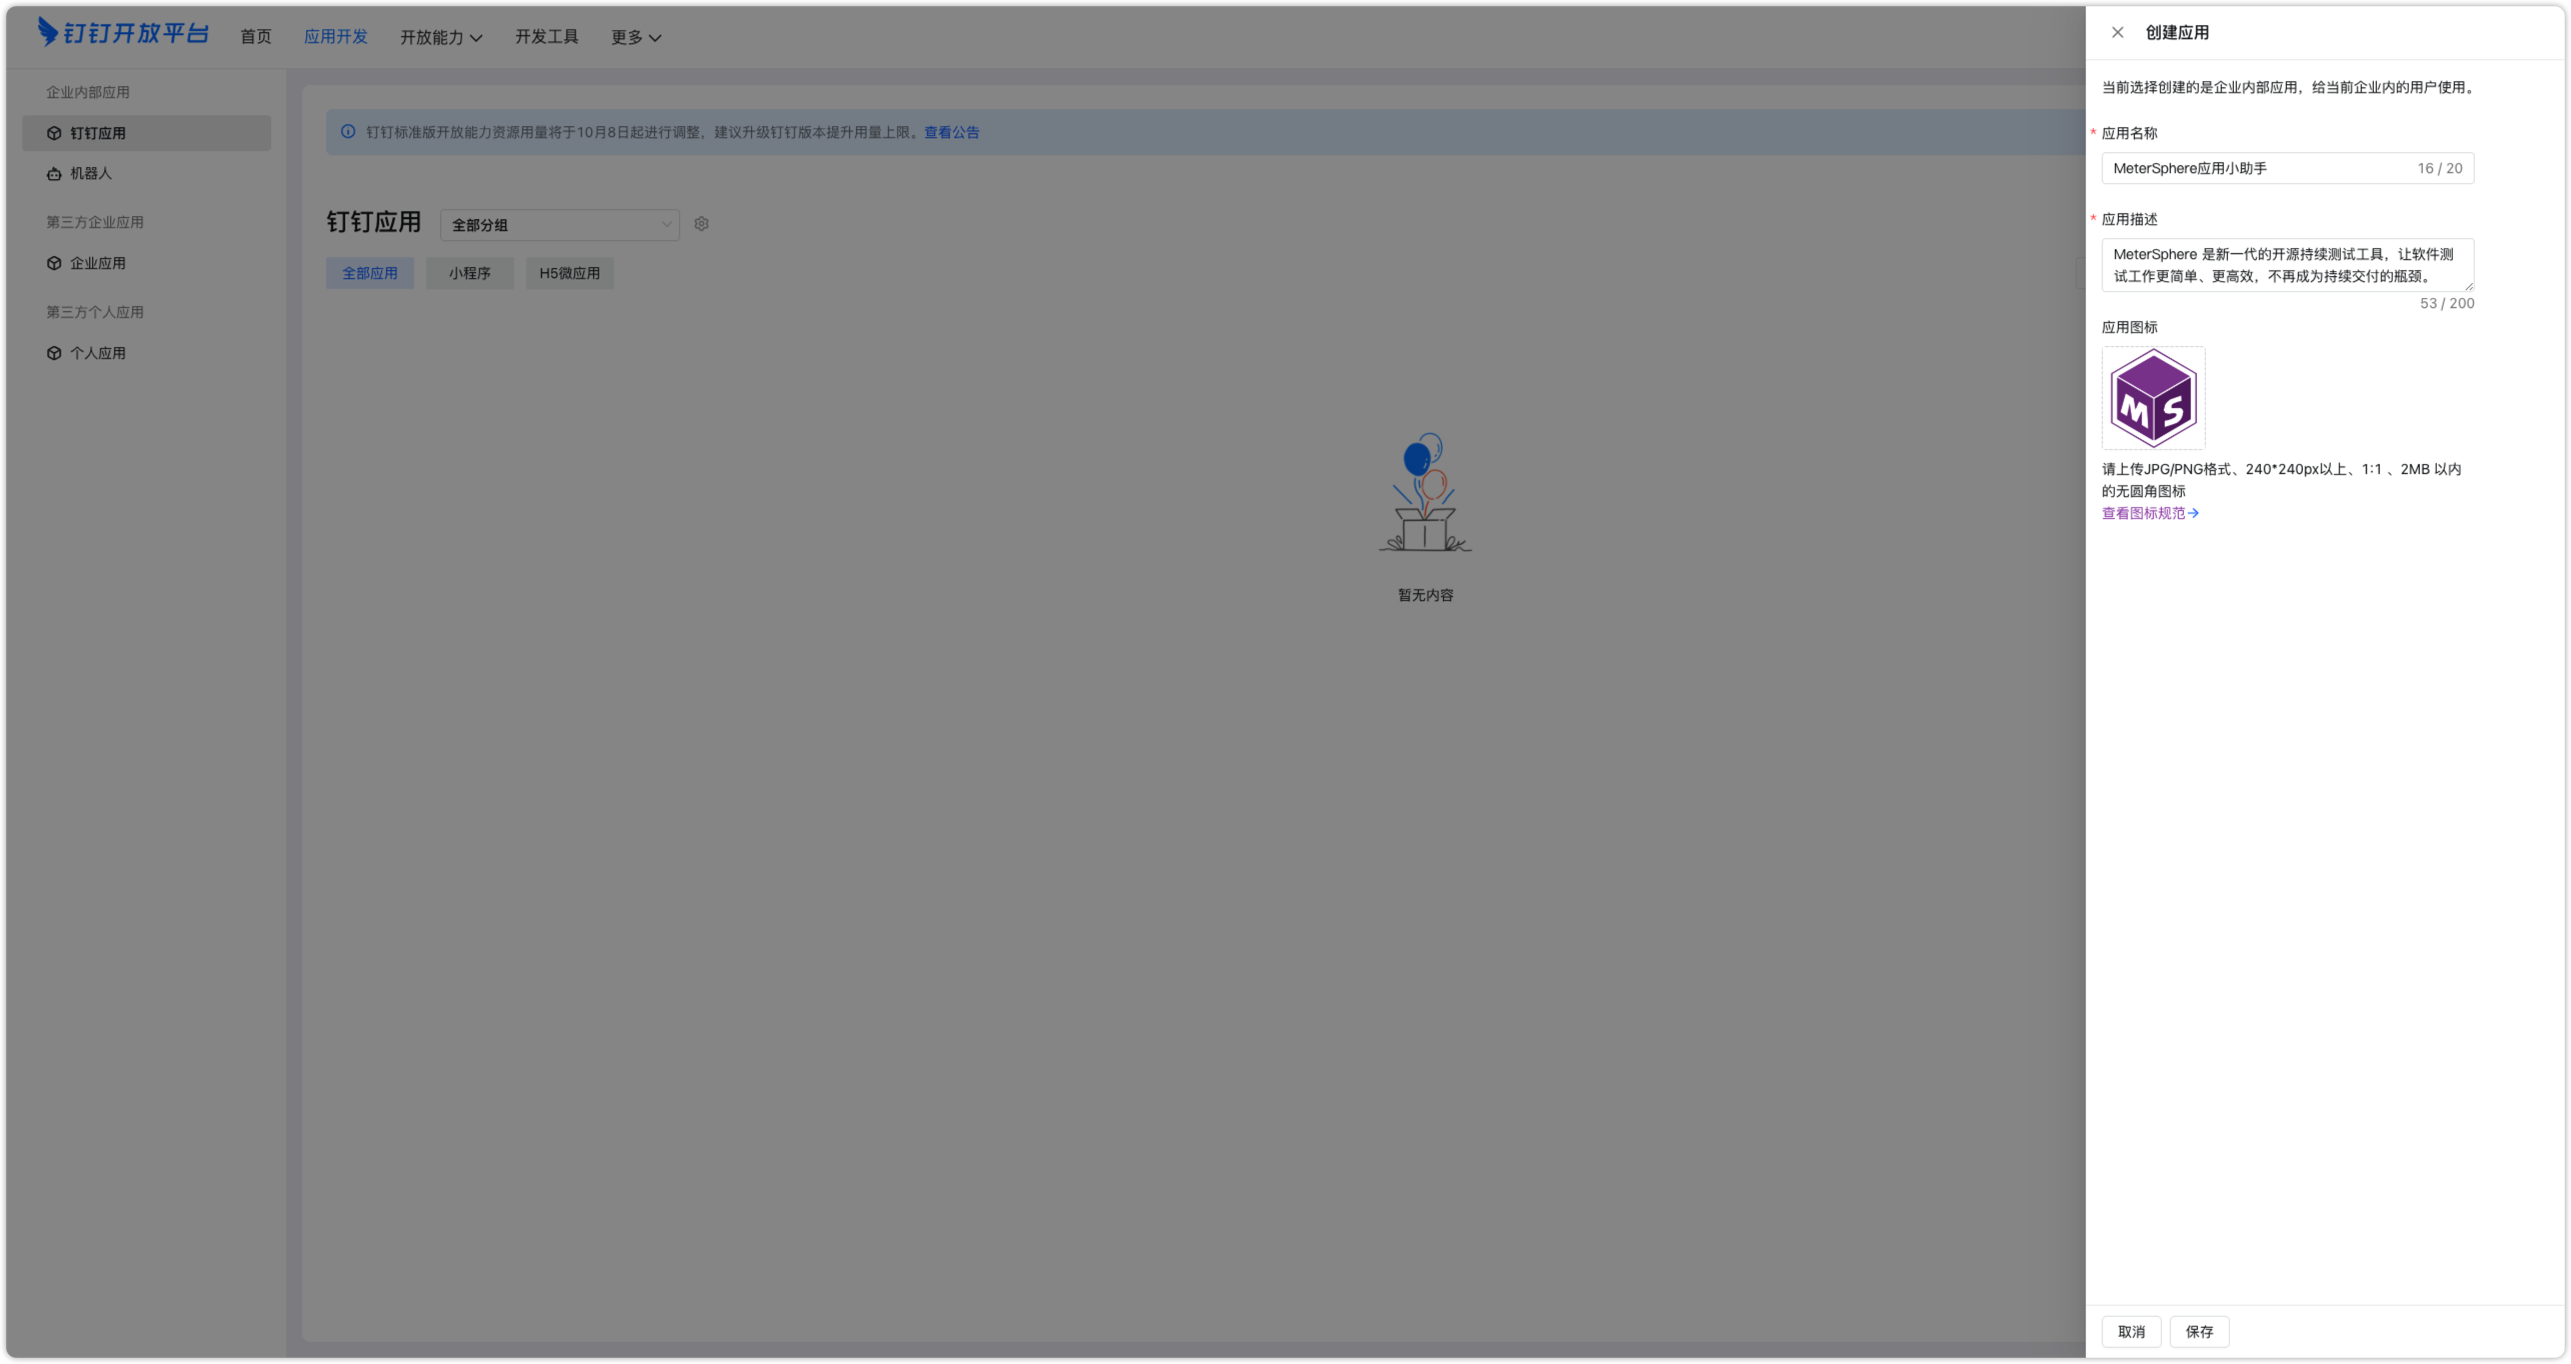 钉钉开放平台 首页 应用开发 开放能力 开发工具 更多
企业内部应用
钉钉应用
机器人
第三方企业应用
企业应用
第三方个人应用
个人应用
钉钉标准版开放能力资源用量将于10月8日起进行调整，建议升级钉钉版本提升用量上限。查看公告
钉钉应用 全部分组
全部应用 小程序 H5微应用
暂无内容
创建应用
当前选择创建的是企业内部应用，给当前企业内的用户使用。
* 应用名称
MeterSphere应用小助手 16 / 20
* 应用描述
MeterSphere 是新一代的开源持续测试工具，让软件测
试工作更简单、更高效，不再成为持续交付的瓶颈。
53 / 200
应用图标
MS
请上传JPG/PNG格式、240*240px以上、1:1 、2MB 以内
的无圆角图标
查看图标规范
取消 保存